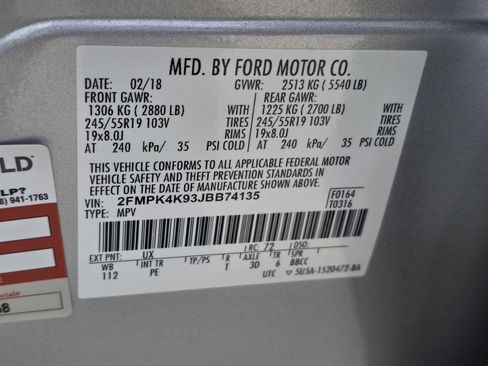 MFD. BY FORD MOTOR CO.
DATE: 02/18 GVWR: 2513 KG ( 5540 LB)
FRONT GAWR: REAR GAWR:
1306 KG ( 2880 LB) WITH 1225 KG ( 2700 LB) WITH
245/55R19 103V TIRES 245/55R19 103V TIRES
19x8.0J RIMS 19x8.0J RIMS
AT 240 kPa/ 35 PSI COLD AT 240 kPa/ 35 PSI COLD
THIS VEHICLE CONFORMS TO ALL APPLICABLE FEDERAL MOTOR
VEHICLE SAFETY AND THEFT PREVENTION STANDARDS IN
EFFECT ON THE DATE OF MANUFACTURE SHOWN ABOVE.
VIN: 2FMPK4K93JBB74135 F0164
TYPE: MPV T0316
EXT PNT: UX RC: 72 DSO:
WB INT TR TP/PS R AXLE TR SPR
112 PE T 3D 6 BBCC
UTC 5U5A-1520472-BA
LD
LP?
) 941-1763